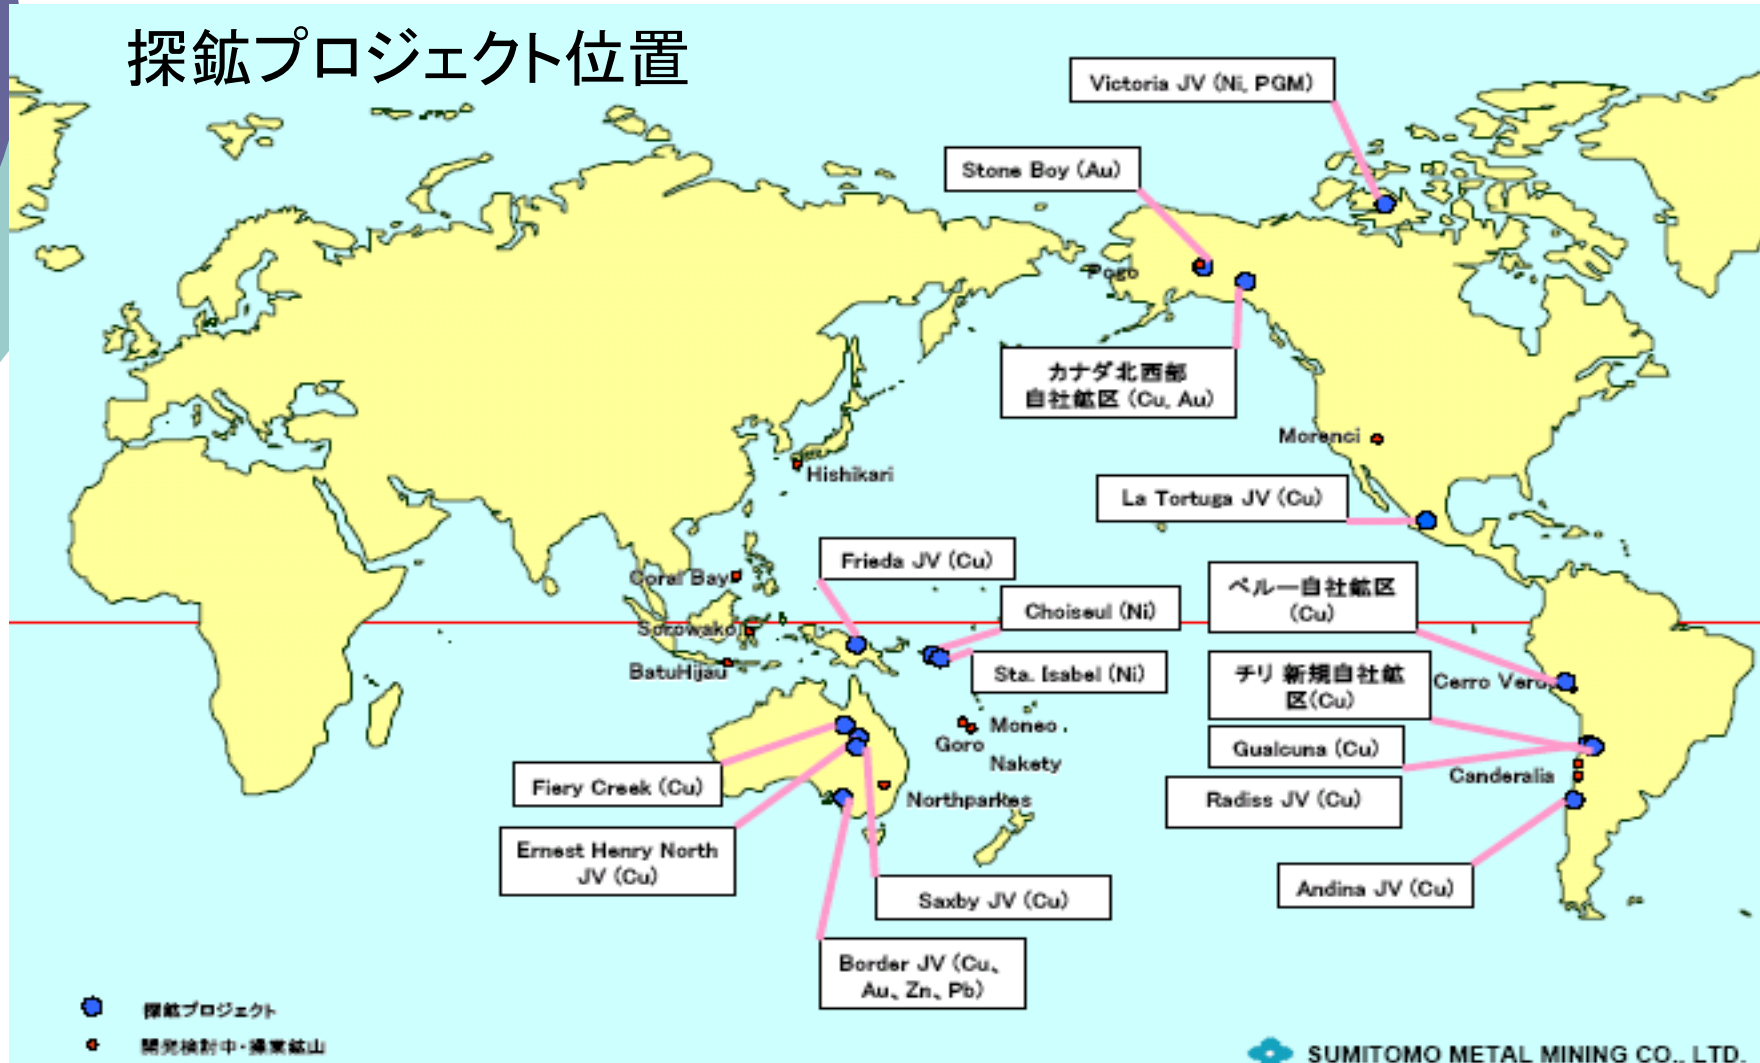 探鉱プロジェクト位置
Victoria JV (Ni, PGM)
Stone Boy (Au)
Pogo
カナダ北西部
自社鉱区 (Cu, Au)
Morenci
Hishikari
La Tortuga JV (Cu)
Frieda JV (Cu)
Coral Bay
Choiseul (Ni)
ペルー自社鉱区
(Cu)
Sorowako
BatuHijau
Sta. Isabel (Ni)
チリ 新規自社鉱
区(Cu)
Cerro Verde
Moneo .
Goro
Nakety
Gualcuna (Cu)
Canderalia
Fiery Creek (Cu)
Northparkes
Radiss JV (Cu)
Ernest Henry North
JV (Cu)
Saxby JV (Cu)
Andina JV (Cu)
Border JV (Cu、
Au、Zn、Pb)
探鉱プロジェクト
開発検討中・操業鉱山
SUMITOMO METAL MINING CO., LTD.